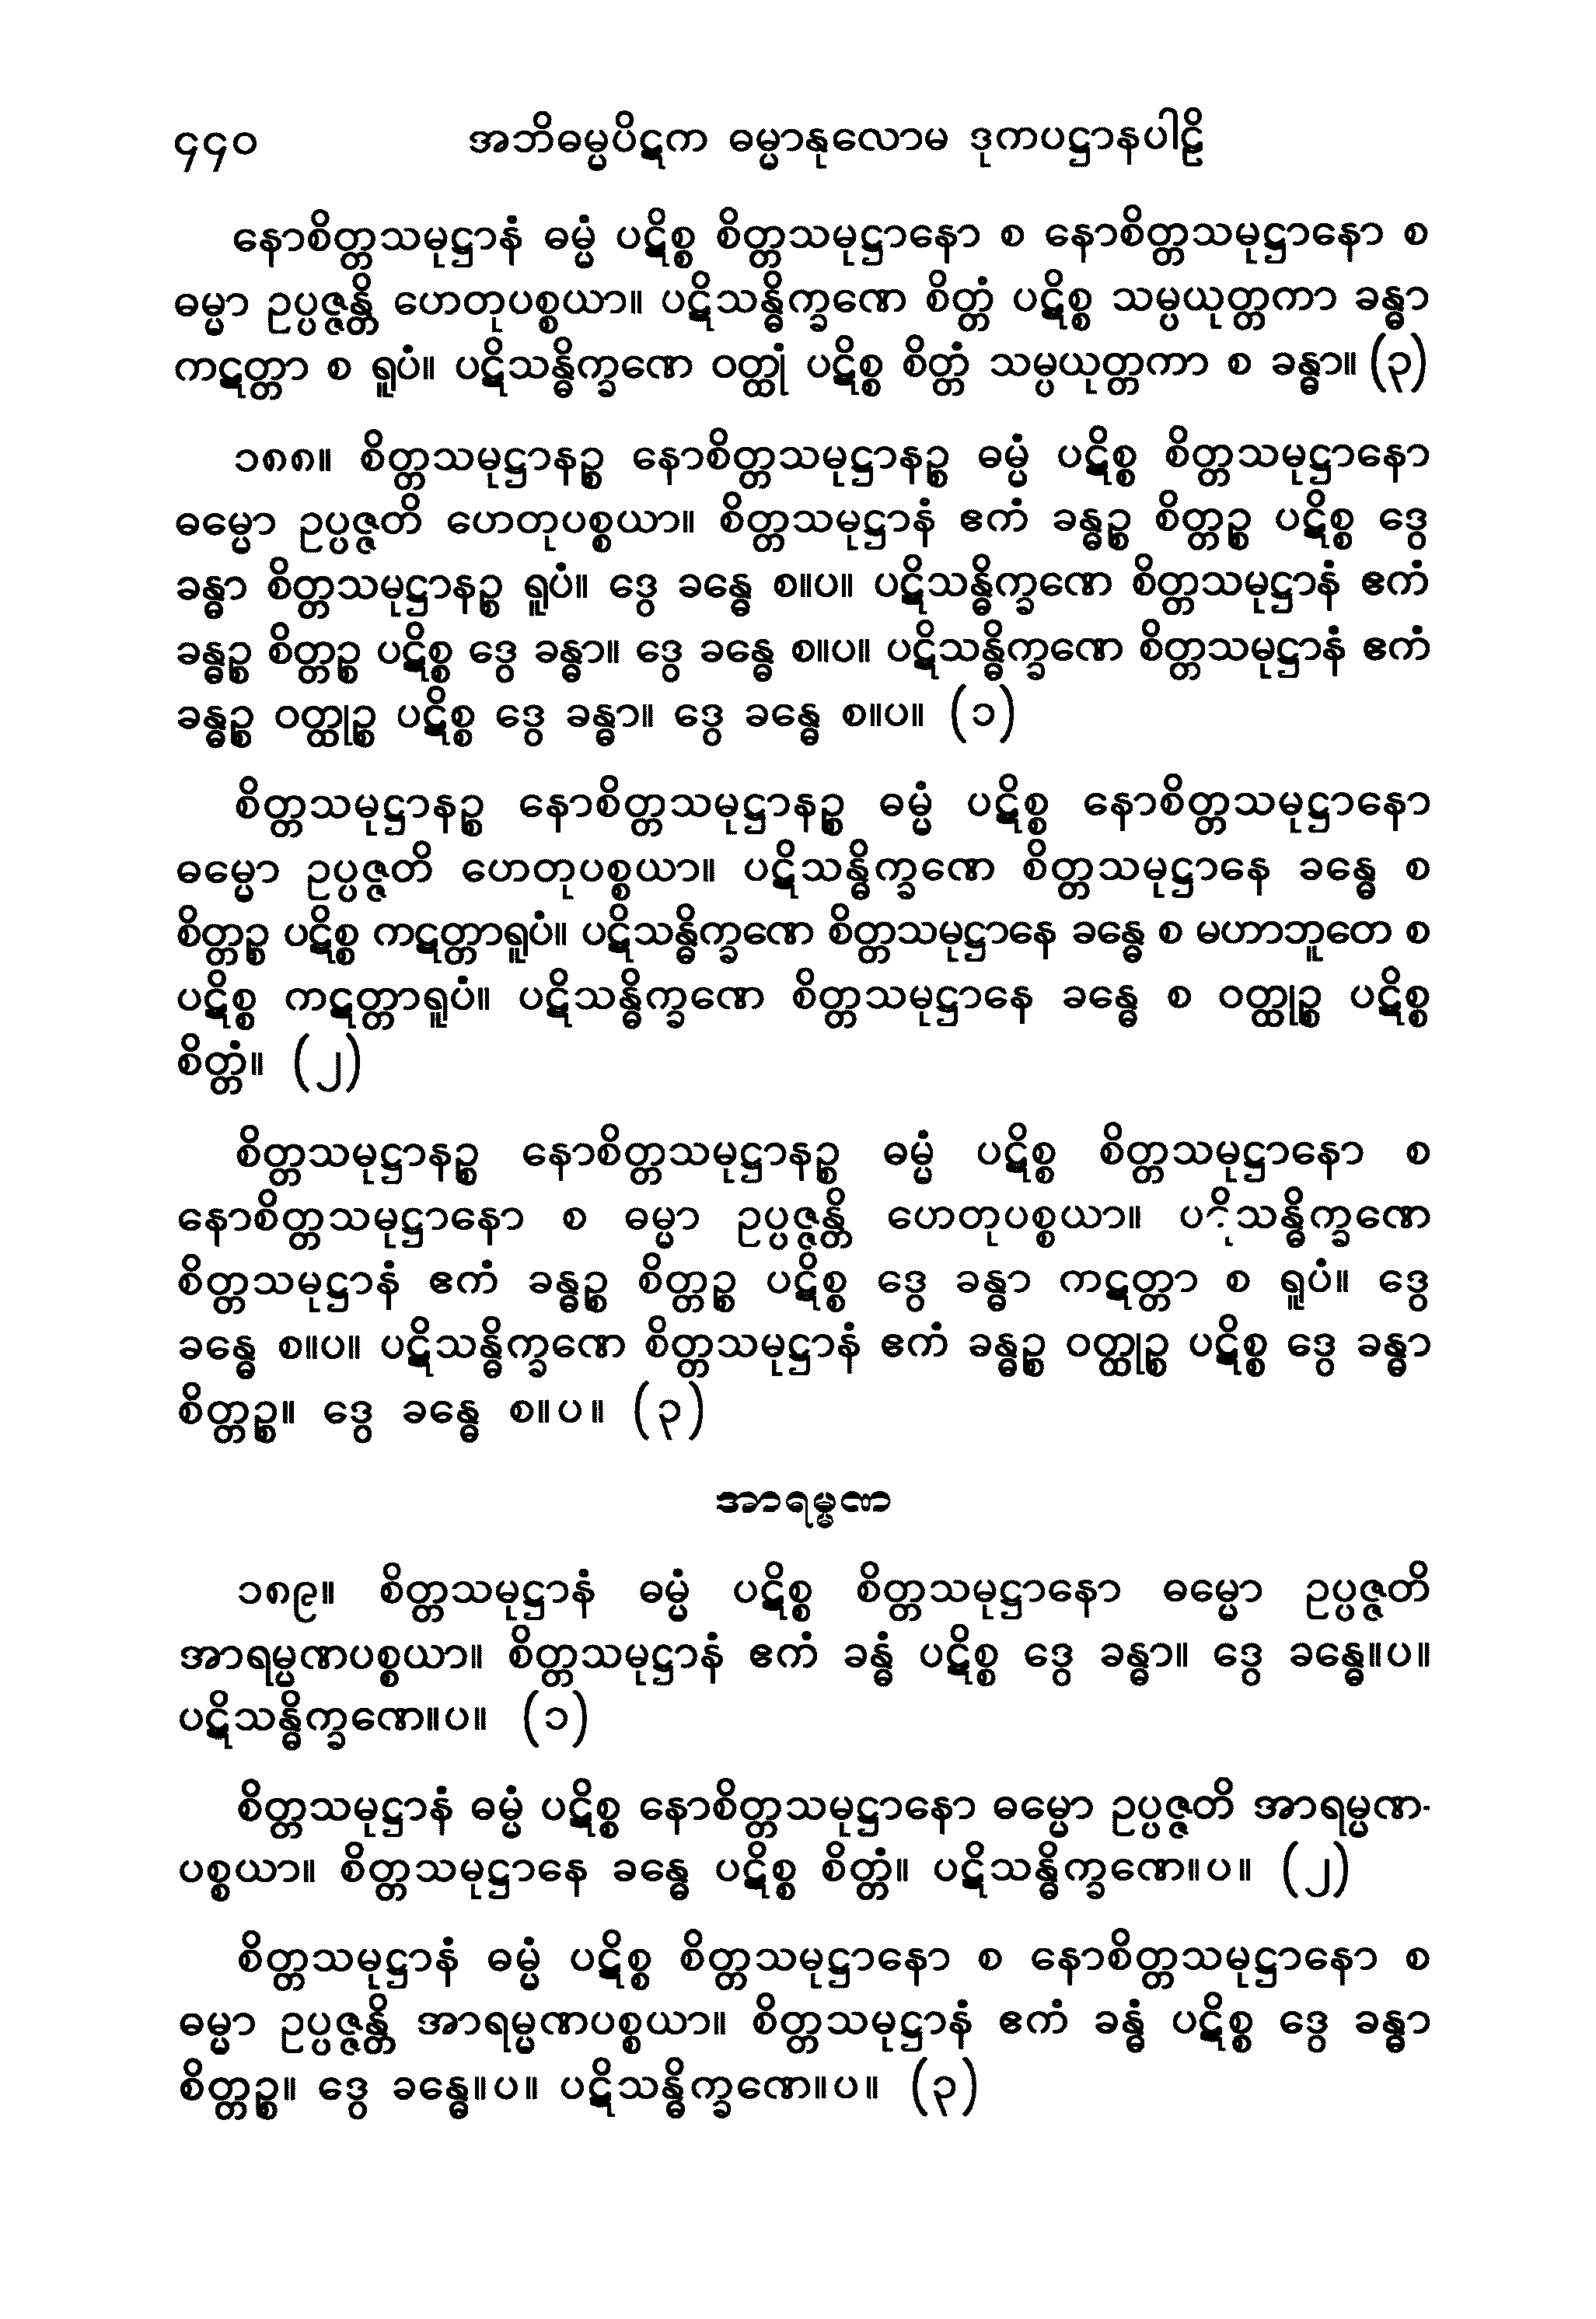 ၄၄၀ အဘိဓမ္မပိဋက ဓမ္မာနုလောမ ဒုကပဋ္ဌာနပါဠိ
နောစိတ္တသမုဋ္ဌာနံ ဓမ္မံ ပဋိစ္စ စိတ္တသမုဋ္ဌာနော စ နောစိတ္တသမုဋ္ဌာနော စ
ဓမ္မာ ဥပ္ပဇ္ဇန္တိ ဟေတုပစ္စယာ။ ပဋိသန္ဓိက္ခဏေ စိတ္တံ ပဋိစ္စ သမ္ပယုတ္တကာ ခန္ဓာ
ကဋတ္တာ စ ရူပံ။ ပဋိသန္ဓိက္ခဏေ ဝတ္ထုံ ပဋိစ္စ စိတ္တံ သမ္ပယုတ္တကာ စ ခန္ဓာ။ (၃)
၁၈၈။ စိတ္တသမုဋ္ဌာနဉ္စ နောစိတ္တသမုဋ္ဌာနဉ္စ ဓမ္မံ ပဋိစ္စ စိတ္တသမုဋ္ဌာနော
ဓမ္မော ဥပ္ပဇ္ဇတိ ဟေတုပစ္စယာ။ စိတ္တသမုဋ္ဌာနံ ဧကံ ခန္ဓဉ္စ စိတ္တဉ္စ ပဋိစ္စ ဒွေ
ခန္ဓာ စိတ္တသမုဋ္ဌာနဉ္စ ရူပံ။ ဒွေ ခန္ဓေ စ။ပ။ ပဋိသန္ဓိက္ခဏေ စိတ္တသမုဋ္ဌာနံ ဧကံ
ခန္ဓဉ္စ စိတ္တဉ္စ ပဋိစ္စ ဒွေ ခန္ဓာ။ ဒွေ ခန္ဓေ စ။ပ။ ပဋိသန္ဓိက္ခဏေ စိတ္တသမုဋ္ဌာနံ ဧကံ
ခန္ဓဉ္စ ဝတ္ထုဉ္စ ပဋိစ္စ ဒွေ ခန္ဓာ။ ဒွေ ခန္ဓေ စ။ပ။ (၁)
စိတ္တသမုဋ္ဌာနဉ္စ နောစိတ္တသမုဋ္ဌာနဉ္စ ဓမ္မံ ပဋိစ္စ နောစိတ္တသမုဋ္ဌာနော
ဓမ္မော ဥပ္ပဇ္ဇတိ ဟေတုပစ္စယာ။ ပဋိသန္ဓိက္ခဏေ စိတ္တသမုဋ္ဌာနေ ခန္ဓေ စ
စိတ္တဉ္စ ပဋိစ္စ ကဋတ္တာရူပံ။ ပဋိသန္ဓိက္ခဏေ စိတ္တသမုဋ္ဌာနေ ခန္ဓေ စ မဟာဘူတေ စ
ပဋိစ္စ ကဋတ္တာရူပံ။ ပဋိသန္ဓိက္ခဏေ စိတ္တသမုဋ္ဌာနေ ခန္ဓေ စ ဝတ္ထုဉ္စ ပဋိစ္စ
စိတ္တံ။ (၂)
စိတ္တသမုဋ္ဌာနဉ္စ နောစိတ္တသမုဋ္ဌာနဉ္စ ဓမ္မံ ပဋိစ္စ စိတ္တသမုဋ္ဌာနော စ
နောစိတ္တသမုဋ္ဌာနော စ ဓမ္မာ ဥပ္ပဇ္ဇန္တိ ဟေတုပစ္စယာ။ ပဋိသန္ဓိက္ခဏေ
စိတ္တသမုဋ္ဌာနံ ဧကံ ခန္ဓဉ္စ စိတ္တဉ္စ ပဋိစ္စ ဒွေ ခန္ဓာ ကဋတ္တာ စ ရူပံ။ ဒွေ
ခန္ဓေ စ။ပ။ ပဋိသန္ဓိက္ခဏေ စိတ္တသမုဋ္ဌာနံ ဧကံ ခန္ဓဉ္စ ဝတ္ထုဉ္စ ပဋိစ္စ ဒွေ ခန္ဓာ
စိတ္တဉ္စ။ ဒွေ ခန္ဓေ စ။ပ။ (၃)
အာရမ္မဏ
၁၈၉။ စိတ္တသမုဋ္ဌာနံ ဓမ္မံ ပဋိစ္စ စိတ္တသမုဋ္ဌာနော ဓမ္မော ဥပ္ပဇ္ဇတိ
အာရမ္မဏပစ္စယာ။ စိတ္တသမုဋ္ဌာနံ ဧကံ ခန္ဓံ ပဋိစ္စ ဒွေ ခန္ဓာ။ ဒွေ ခန္ဓေ။ပ။
ပဋိသန္ဓိက္ခဏေ။ပ။ (၁)
စိတ္တသမုဋ္ဌာနံ ဓမ္မံ ပဋိစ္စ နောစိတ္တသမုဋ္ဌာနော ဓမ္မော ဥပ္ပဇ္ဇတိ အာရမ္မဏ-
ပစ္စယာ။ စိတ္တသမုဋ္ဌာနေ ခန္ဓေ ပဋိစ္စ စိတ္တံ။ ပဋိသန္ဓိက္ခဏေ။ပ။ (၂)
စိတ္တသမုဋ္ဌာနံ ဓမ္မံ ပဋိစ္စ စိတ္တသမုဋ္ဌာနော စ နောစိတ္တသမုဋ္ဌာနော စ
ဓမ္မာ ဥပ္ပဇ္ဇန္တိ အာရမ္မဏပစ္စယာ။ စိတ္တသမုဋ္ဌာနံ ဧကံ ခန္ဓံ ပဋိစ္စ ဒွေ ခန္ဓာ
စိတ္တဉ္စ။ ဒွေ ခန္ဓေ။ပ။ ပဋိသန္ဓိက္ခဏေ။ပ။ (၃)